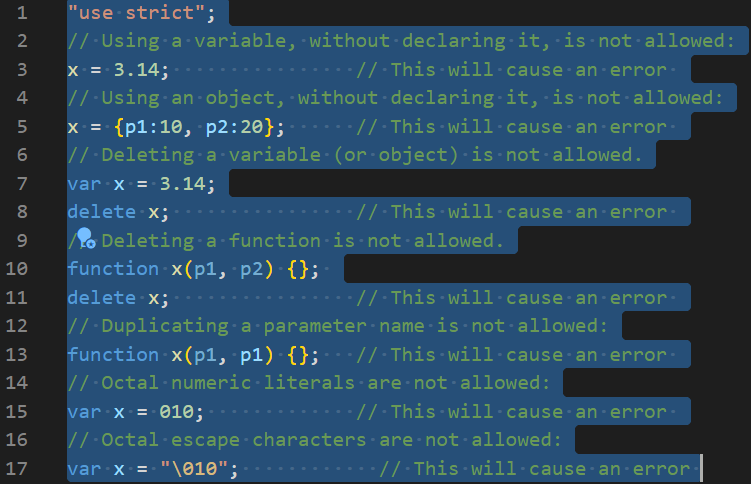 1 "use strict";
2 // Using a variable, without declaring it, is not allowed:
3 x = 3.14;                // This will cause an error
4 // Using an object, without declaring it, is not allowed:
5 x = {p1:10, p2:20};      // This will cause an error
6 // Deleting a variable (or object) is not allowed.
7 var x = 3.14;
8 delete x;                // This will cause an error
9 // Deleting a function is not allowed.
10 function x(p1, p2) {};
11 delete x;                // This will cause an error
12 // Duplicating a parameter name is not allowed:
13 function x(p1, p1) {};   // This will cause an error
14 // Octal numeric literals are not allowed:
15 var x = 010;             // This will cause an error
16 // Octal escape characters are not allowed:
17 var x = "\010";            // This will cause an error